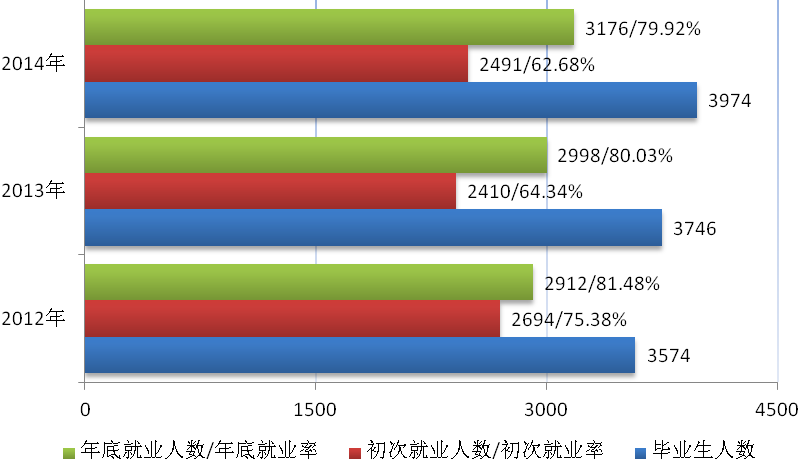 3176/79.92%
2014年
2491/62.68%
3974
2998/80.03%
2013年
2410/64.34%
3746
2912/81.48%
2012年
2694/75.38%
3574
0 1500 3000 4500
年底就业人数/年底就业率 初次就业人数/初次就业率 毕业生人数